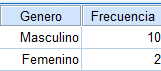 Genero Frecuencia
Masculino 10
Femenino 2